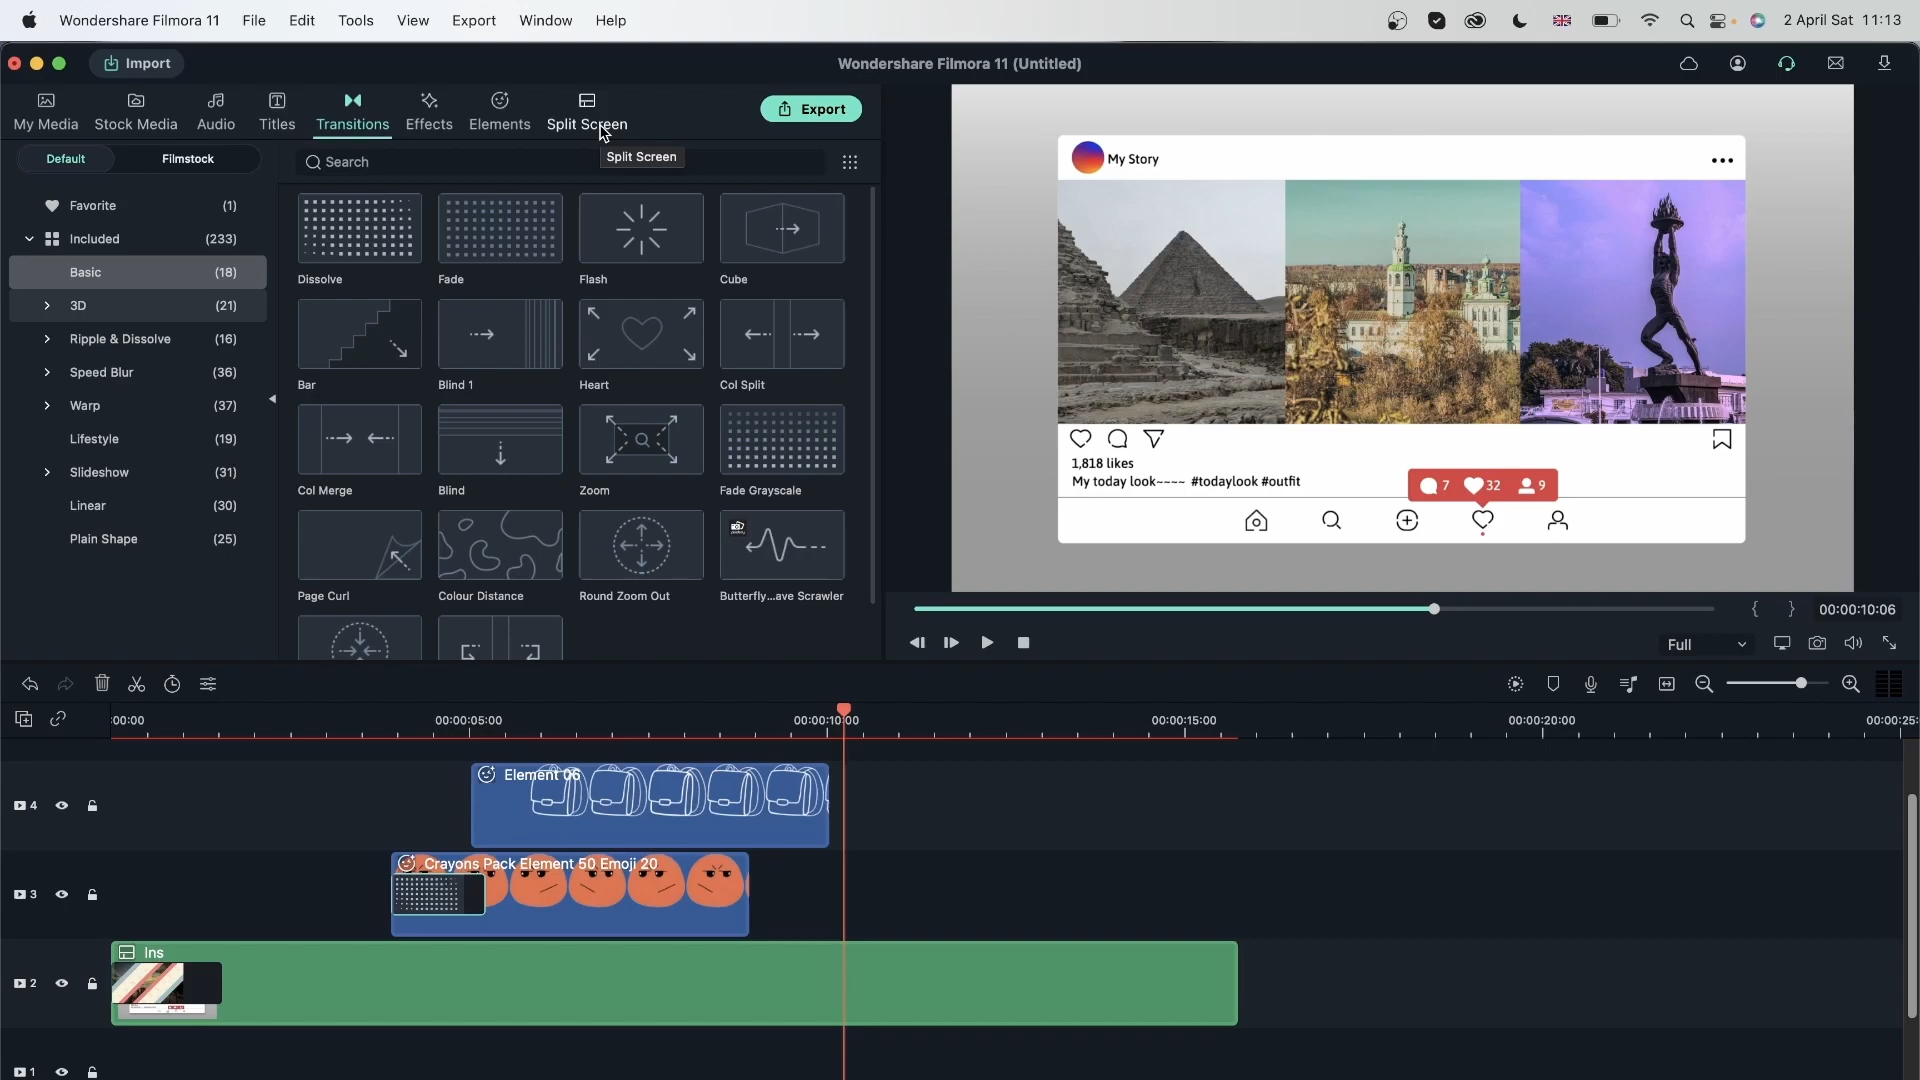 Wondershare Filmora 11 File Edit Tools View Export Window Help 2 April Sat 11:13
Import Wondershare Filmora 11 (Untitled)
My Media Stock Media Audio Titles Transitions Effects Elements Split Screen Export
Default Filmstock Search Split Screen
Favorite (1)
Included (233)
Basic (18)
3D (21)
Ripple & Dissolve (16)
Speed Blur (36)
Warp (37)
Lifestyle (19)
Slideshow (31)
Linear (30)
Plain Shape (25)
Dissolve Fade Flash Cube
Bar Blind 1 Heart Col Split
Col Merge Blind Zoom Fade Grayscale
Page Curl Colour Distance Round Zoom Out Butterfly...ave Scrawler
My Story
1,818 likes
My today look~~~~ #todaylook #outfit
7 32 9
{ } 00:00:10:06
Full
:00:00 00:00:05:00 00:00:10:00 00:00:15:00 00:00:20:00 00:00:25:
4 Element 06
3 Crayons Pack Element 50 Emoji 20
2 Ins
1